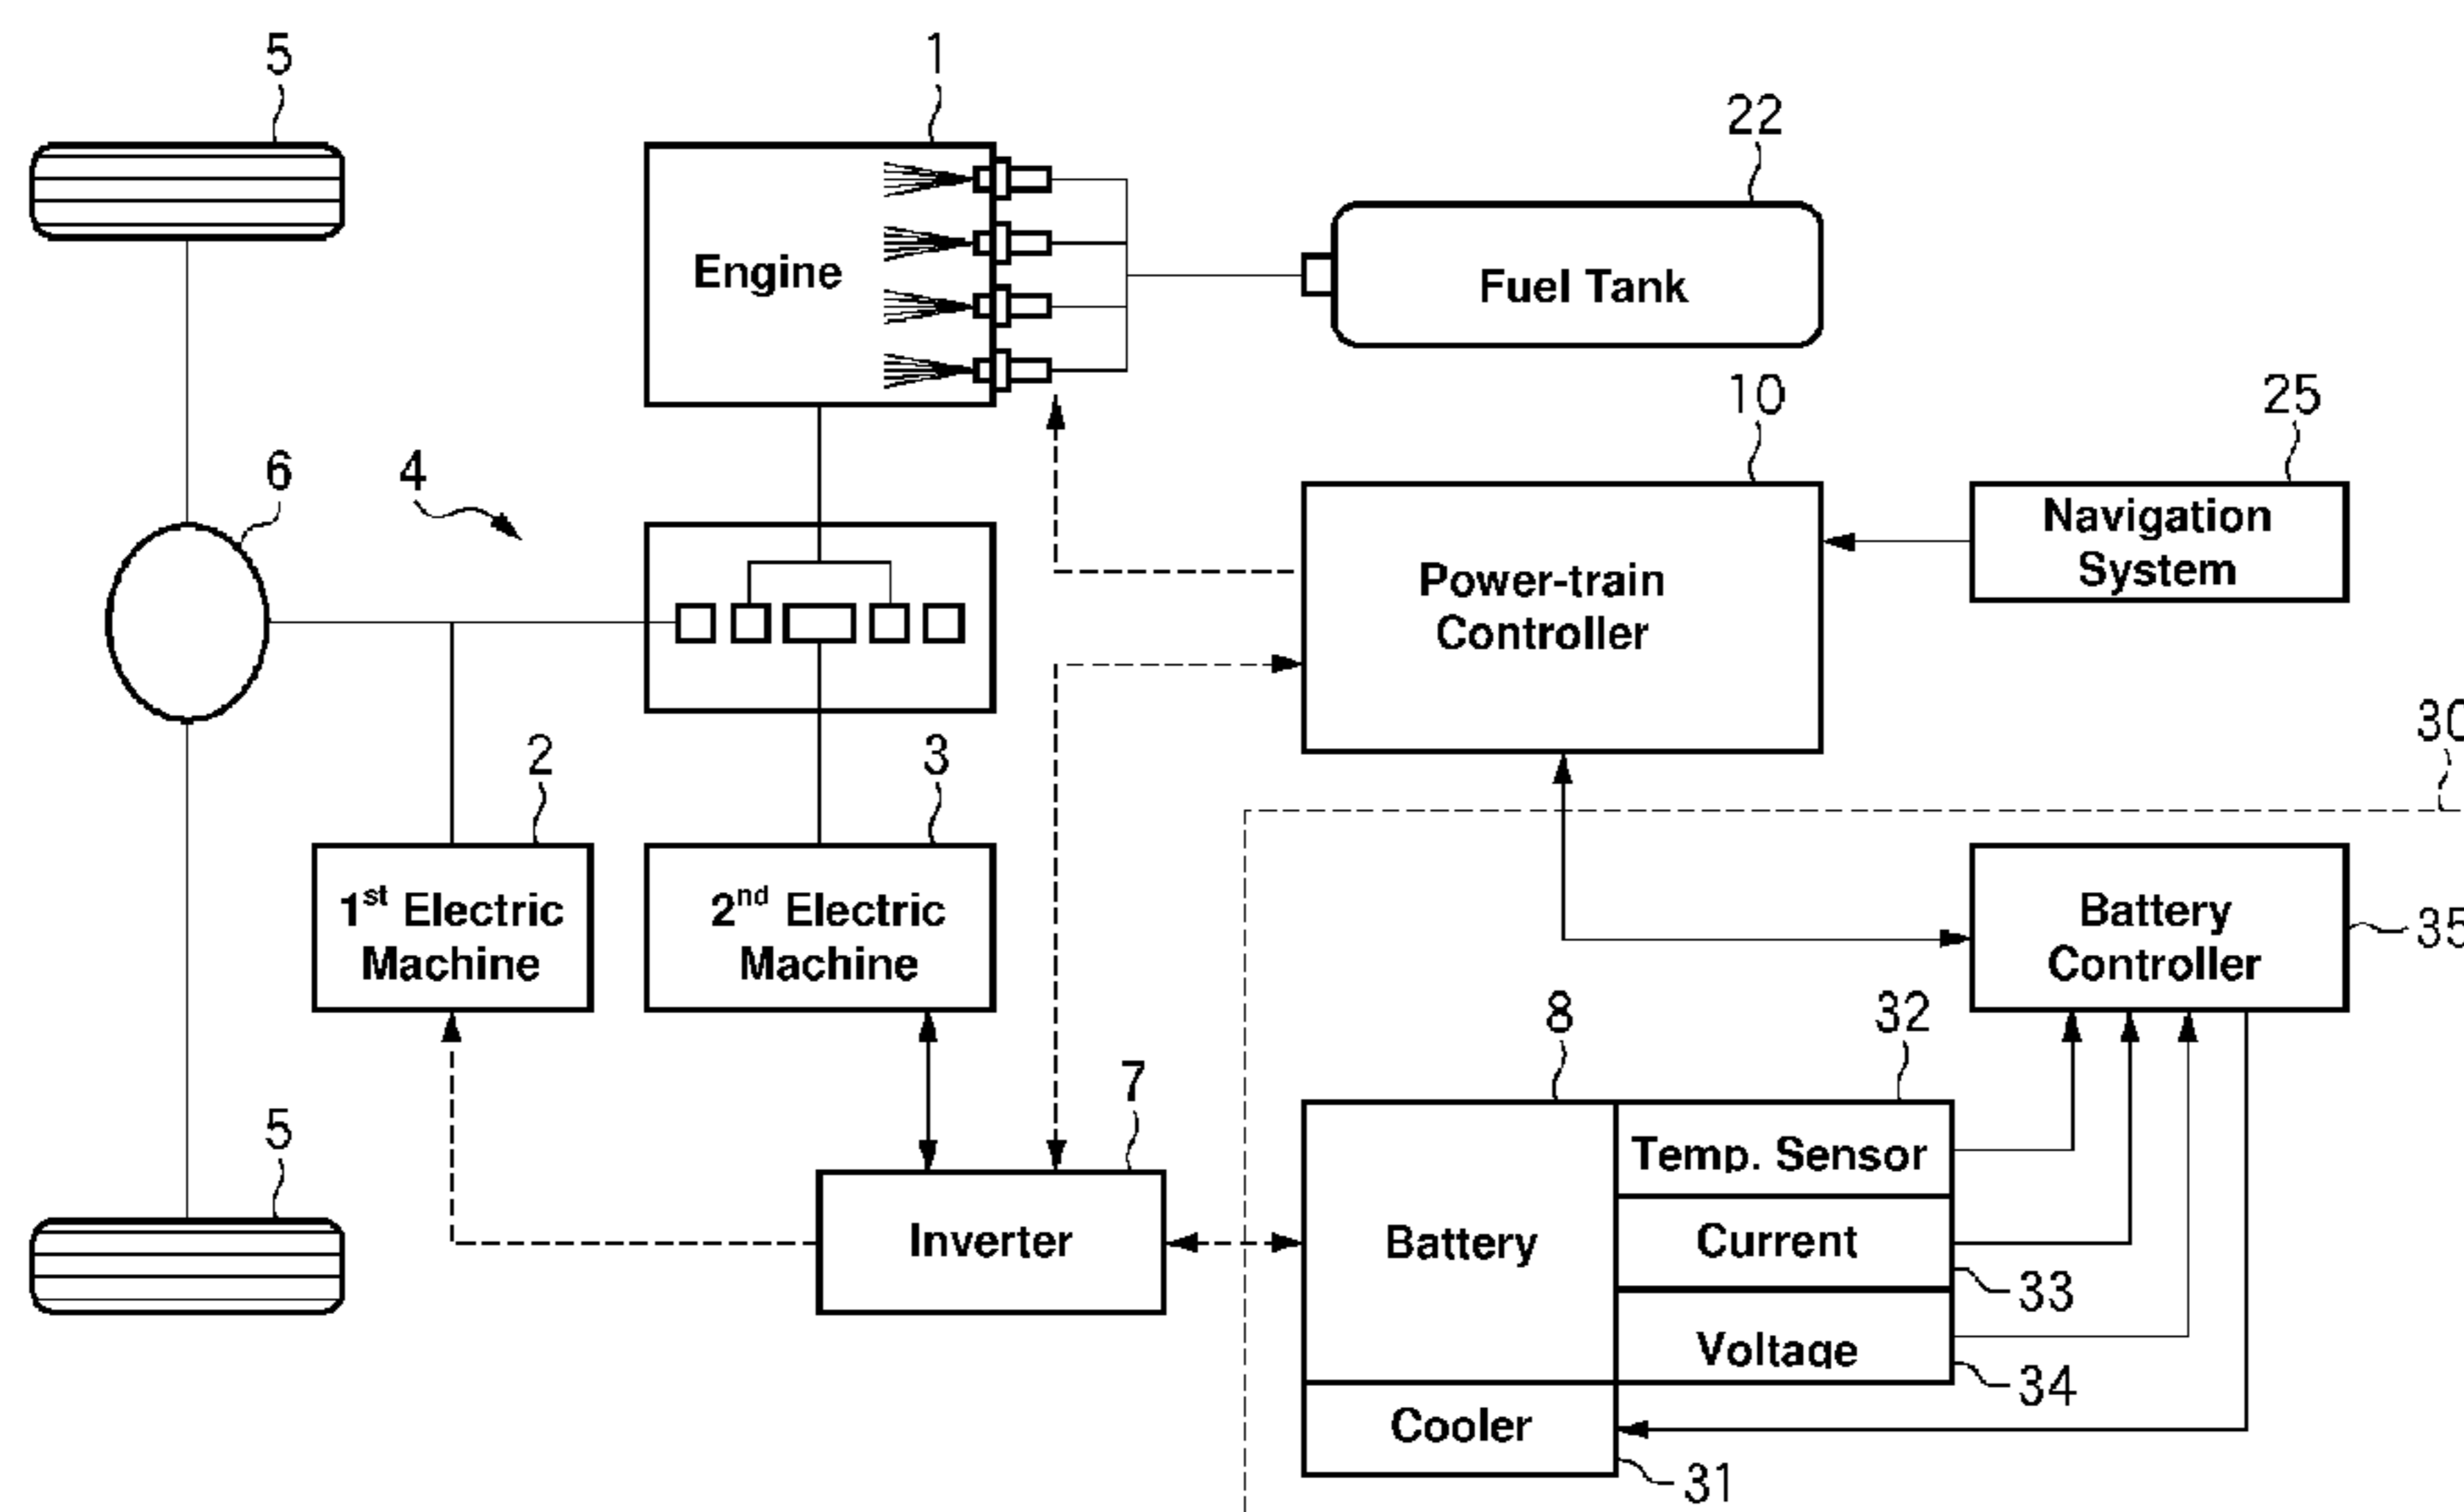 5
1
22
Engine
Fuel Tank
10
25
6
4
Navigation
System
Power-train
Controller
30
2
3
1st Electric
Machine
2nd Electric
Machine
Battery
Controller
35
8
32
7
5
Temp. Sensor
Inverter
Battery
Current
33
Voltage
34
Cooler
31